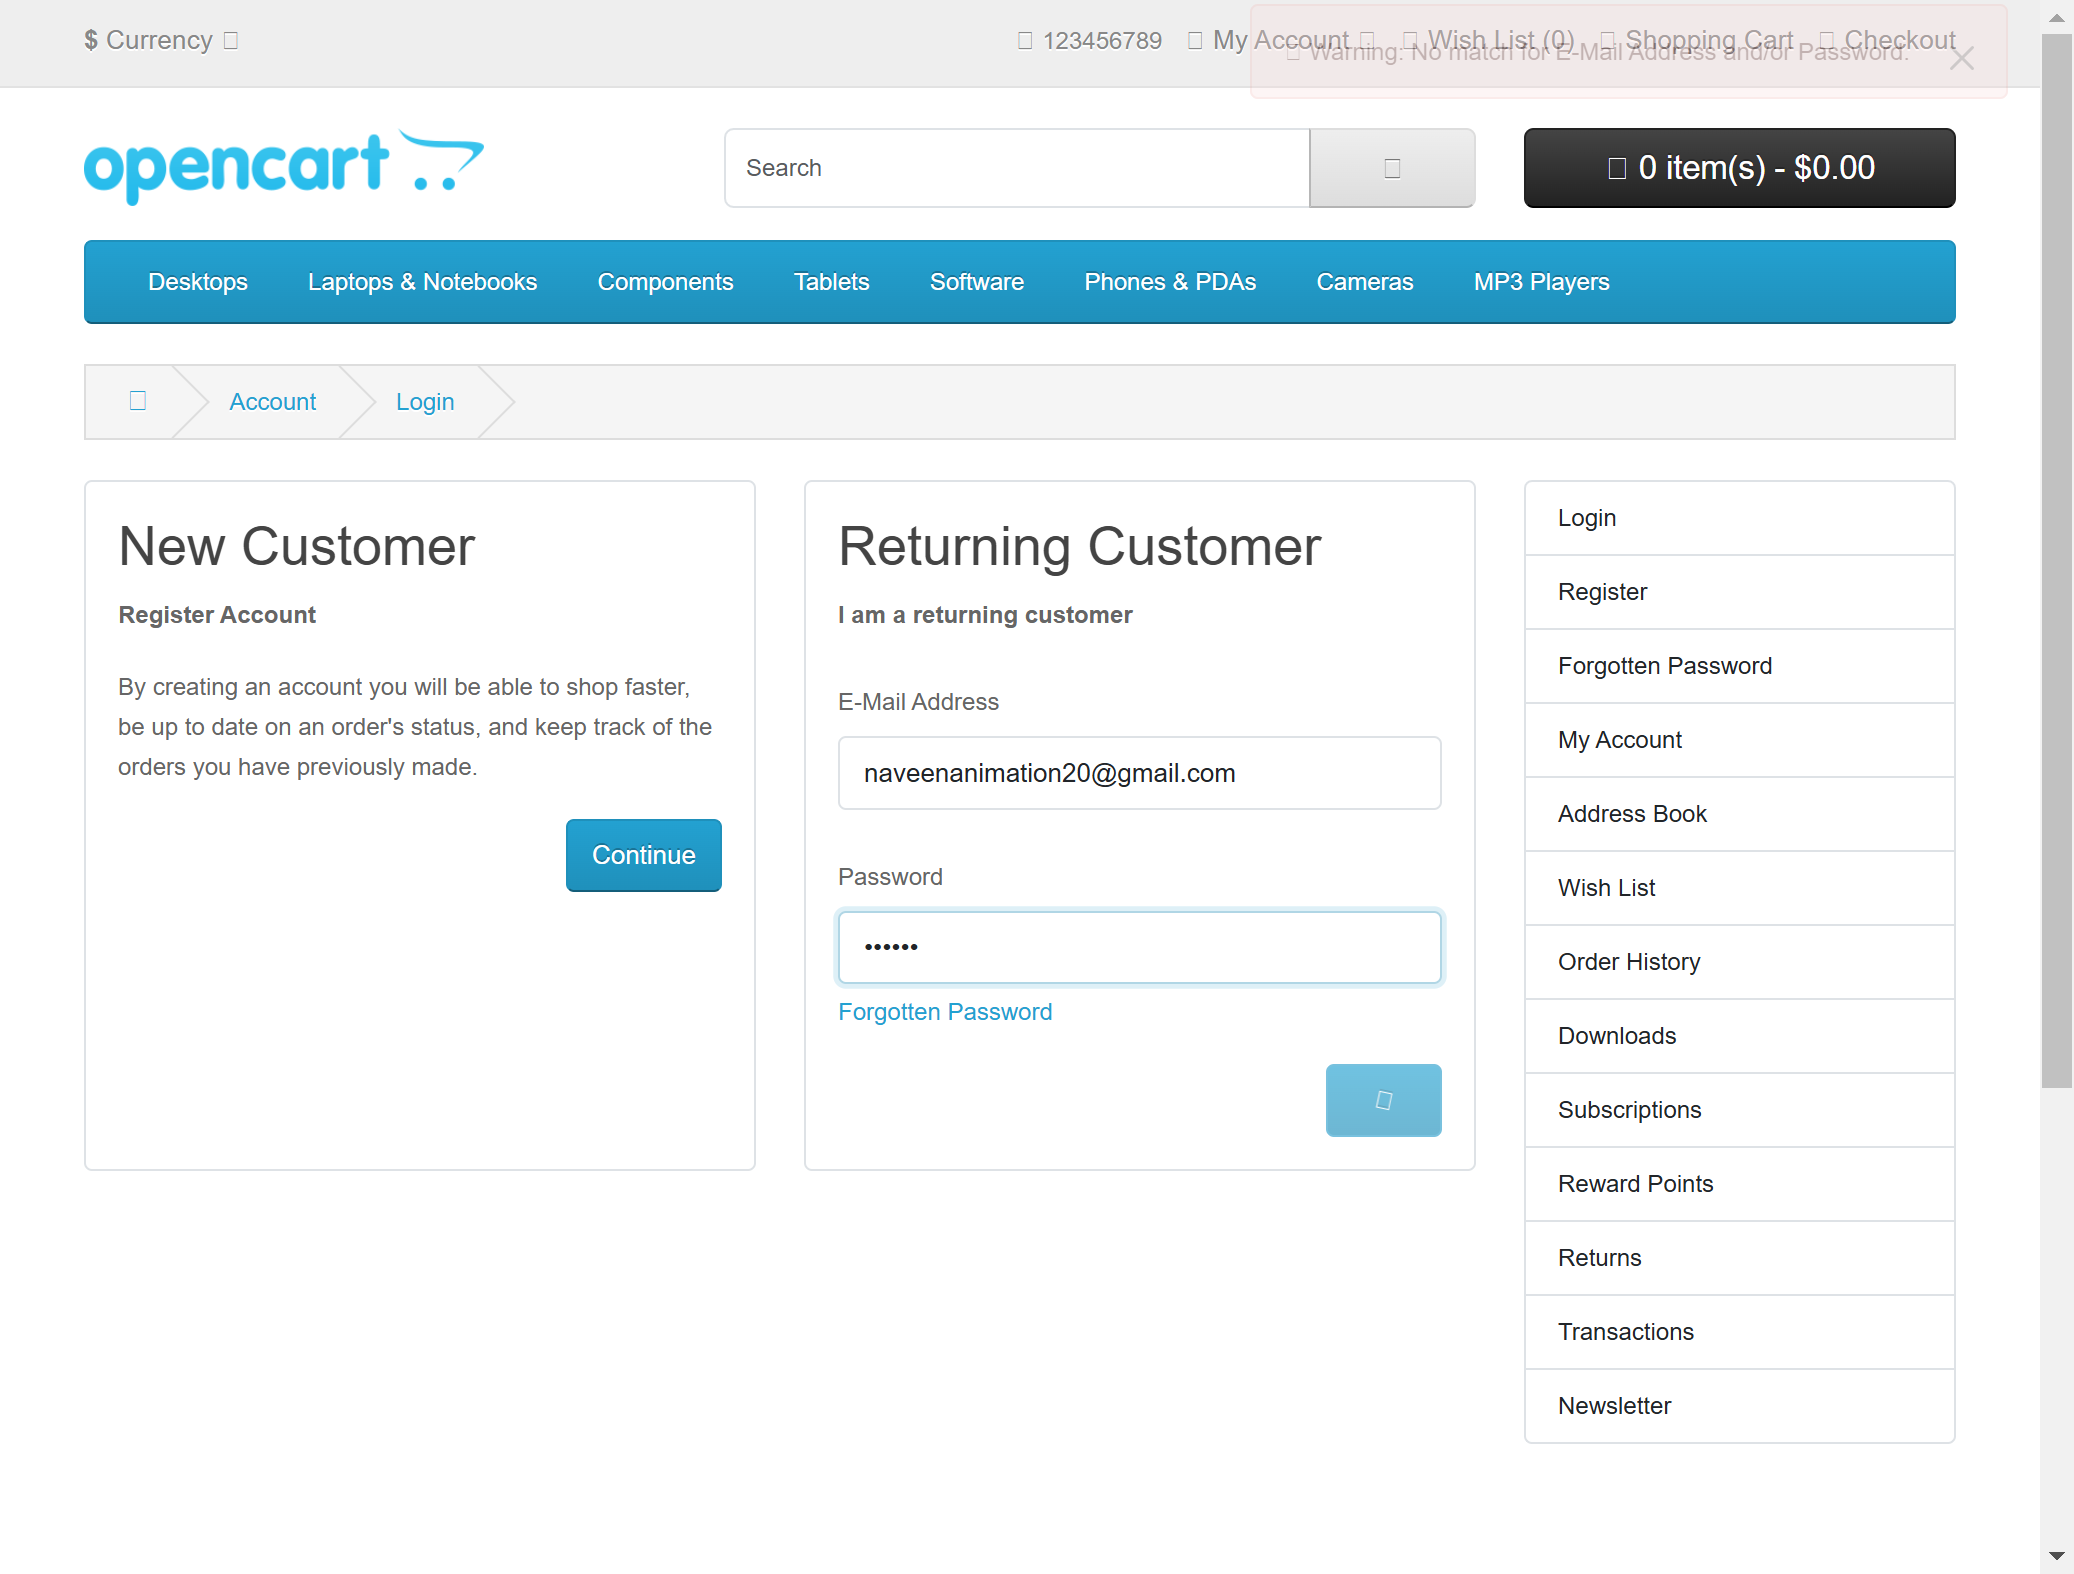 $ Currency
123456789 My Account Wish List (0) Shopping Cart Checkout
Warning: No match for E-Mail Address and/or Password.
opencart
Search
0 item(s) - $0.00
Desktops Laptops & Notebooks Components Tablets Software Phones & PDAs Cameras MP3 Players
Account Login
New Customer
Register Account
By creating an account you will be able to shop faster,
be up to date on an order's status, and keep track of the
orders you have previously made.
Continue
Returning Customer
I am a returning customer
E-Mail Address
naveenanimation20@gmail.com
Password
••••••
Forgotten Password
Login
Register
Forgotten Password
My Account
Address Book
Wish List
Order History
Downloads
Subscriptions
Reward Points
Returns
Transactions
Newsletter